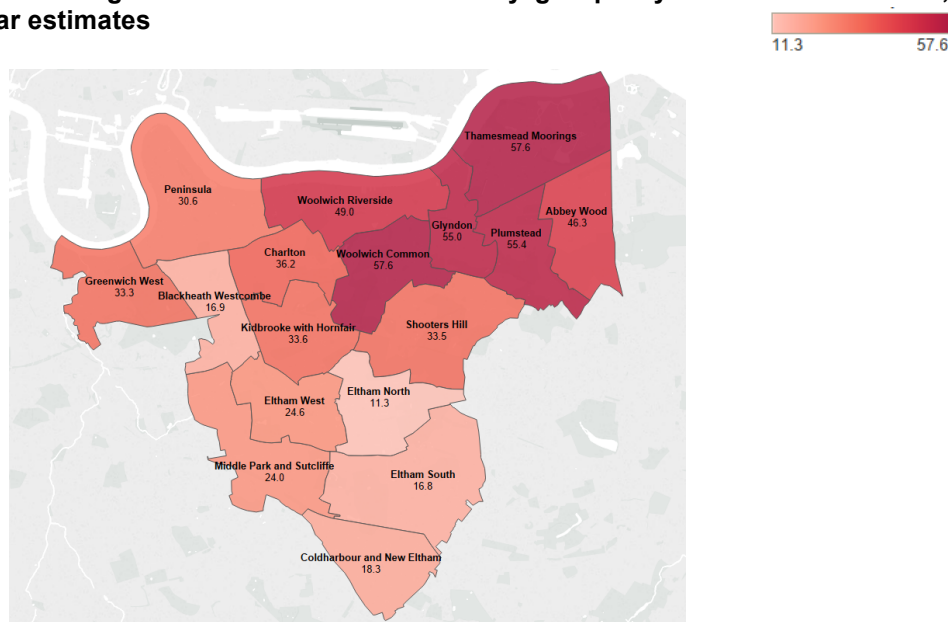 ar estimates
11.3
57.6
Thamesmead Moorings
57.6
Peninsula
30.6
Woolwich Riverside
49.0
Abbey Wood
46.3
Glyndon
55.0
Plumstead
55.4
Charlton
36.2
Woolwich Common
57.6
Greenwich West
33.3
Blackheath Westcombe
16.9
Kidbrooke with Hornfair
33.6
Shooters Hill
33.5
Eltham North
11.3
Eltham West
24.6
Middle Park and Sutcliffe
24.0
Eltham South
16.8
Coldharbour and New Eltham
18.3